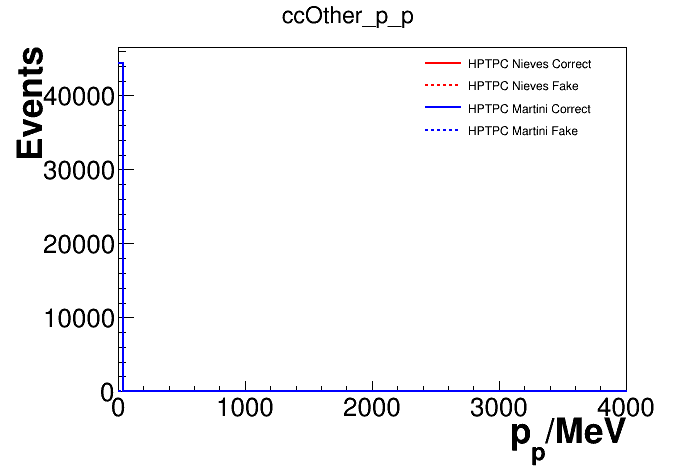 ccOther_p_p
Events
HPTPC Nieves Correct
HPTPC Nieves Fake
HPTPC Martini Correct
HPTPC Martini Fake
40000
30000
20000
10000
0
0 1000 2000 3000 4000
p_p/MeV